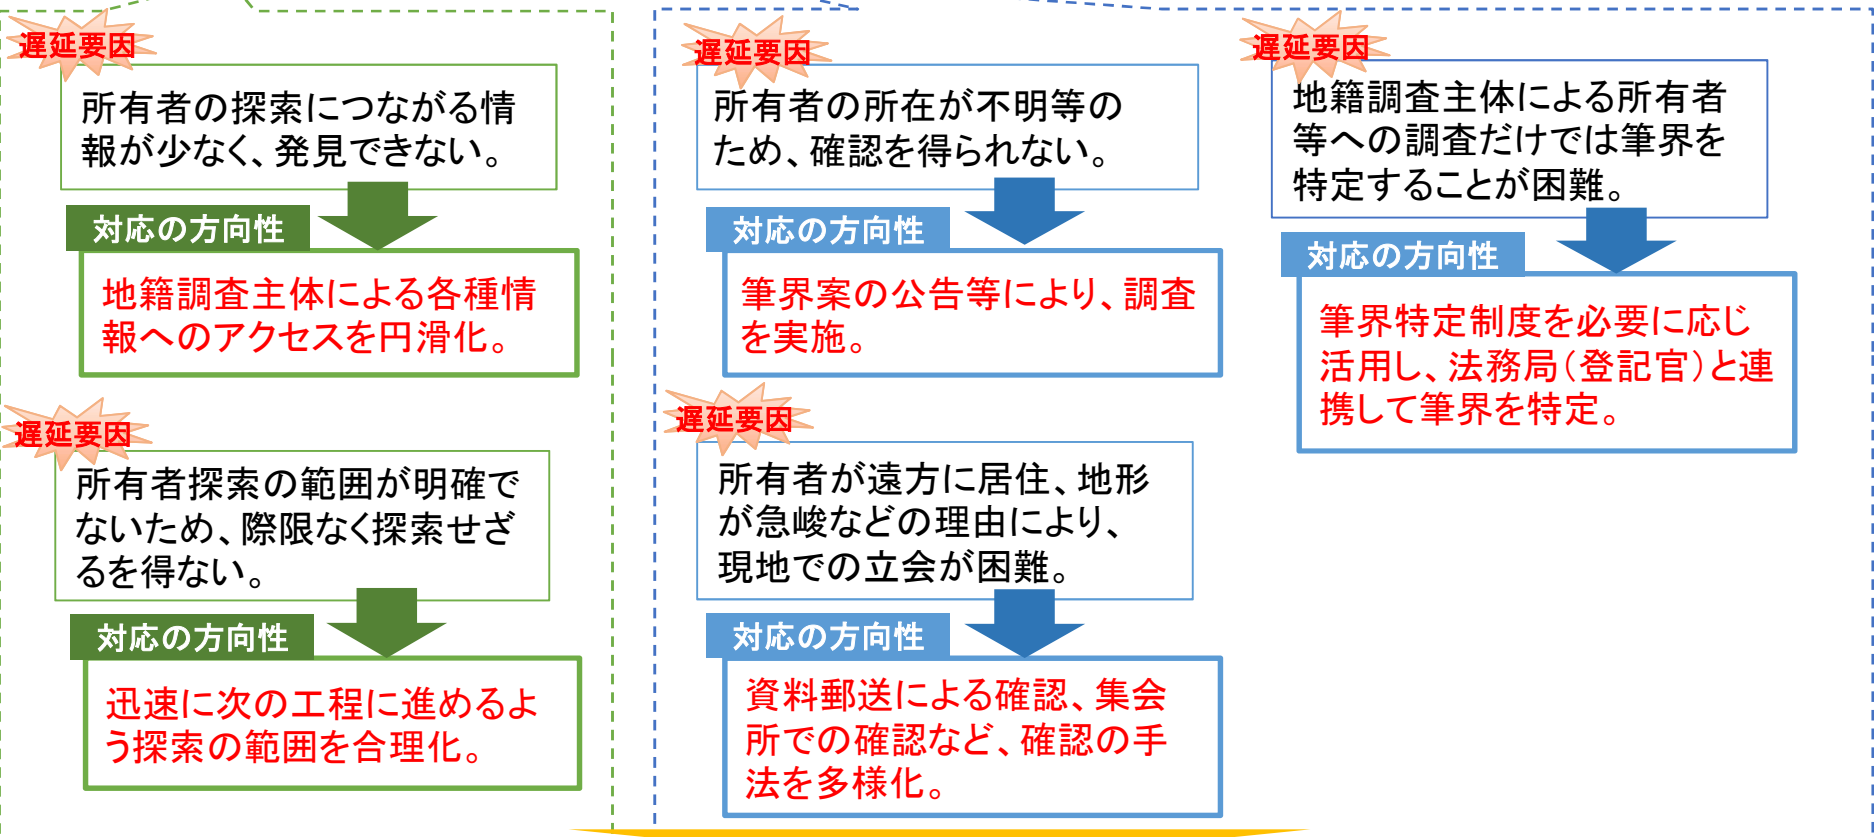 遅延要因
所有者の探索につながる情
報が少なく、発見できない。
対応の方向性
地籍調査主体による各種情
報へのアクセスを円滑化。
遅延要因
所有者探索の範囲が明確で
ないため、際限なく探索せざ
るを得ない。
対応の方向性
迅速に次の工程に進めるよ
う探索の範囲を合理化。
遅延要因
所有者の所在が不明等の
ため、確認を得られない。
対応の方向性
筆界案の公告等により、調査
を実施。
遅延要因
所有者が遠方に居住、地形
が急峻などの理由により、
現地での立会が困難。
対応の方向性
資料郵送による確認、集会
所での確認など、確認の手
法を多様化。
遅延要因
地籍調査主体による所有者
等への調査だけでは筆界を
特定することが困難。
対応の方向性
筆界特定制度を必要に応じ
活用し、法務局(登記官)と連
携して筆界を特定。